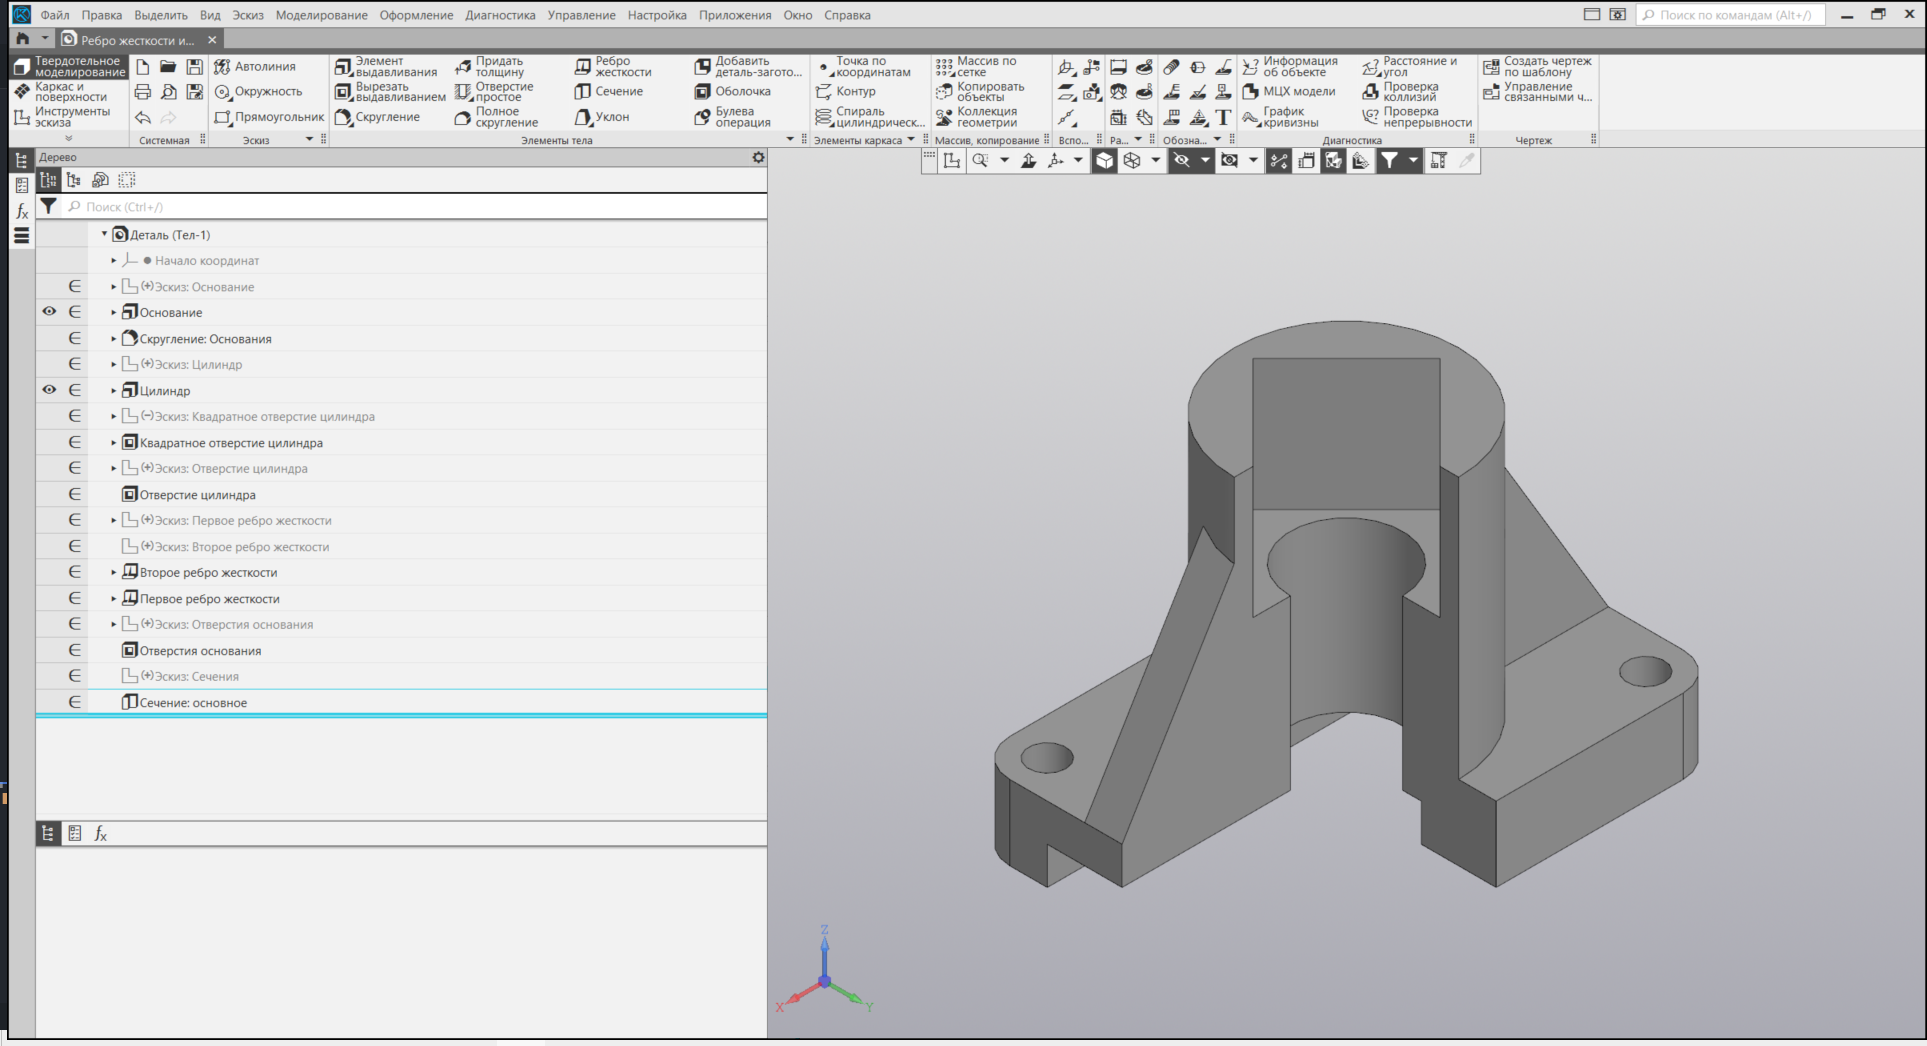 Файл Правка Выделить Вид Эскиз Моделирование Оформление Диагностика Управление Настройка Приложения Окно Справка
Поиск по командам (Alt+/)
Ребро жесткости и...
Твердотельное моделирование
Каркас и поверхности
Инструменты эскиза
Системная
Автолиния
Окружность
Прямоугольник
Эскиз
Элемент выдавливания
Вырезать выдавливанием
Скругление
Придать толщину
Отверстие простое
Полное скругление
Ребро жесткости
Сечение
Уклон
Добавить деталь-загото...
Оболочка
Булева операция
Элементы тела
Точка по координатам
Контур
Спираль цилиндрическ...
Элементы каркаса
Массив по сетке
Копировать объекты
Коллекция геометрии
Массив, копирование
Вспо...
Ра...
Обозна...
Информация об объекте
МЦХ модели
График кривизны
Расстояние и угол
Проверка коллизий
Проверка непрерывности
Диагностика
Создать чертеж по шаблону
Управление связанными ч...
Чертеж
Дерево
Поиск (Ctrl+/)
Деталь (Тел-1)
Начало координат
(+)Эскиз: Основание
Основание
Скругление: Основания
(+)Эскиз: Цилиндр
Цилиндр
(−)Эскиз: Квадратное отверстие цилиндра
Квадратное отверстие цилиндра
(+)Эскиз: Отверстие цилиндра
Отверстие цилиндра
(+)Эскиз: Первое ребро жесткости
(+)Эскиз: Второе ребро жесткости
Второе ребро жесткости
Первое ребро жесткости
(+)Эскиз: Отверстия основания
Отверстия основания
(+)Эскиз: Сечения
Сечение: основное
fx
fx
Z
X
Y